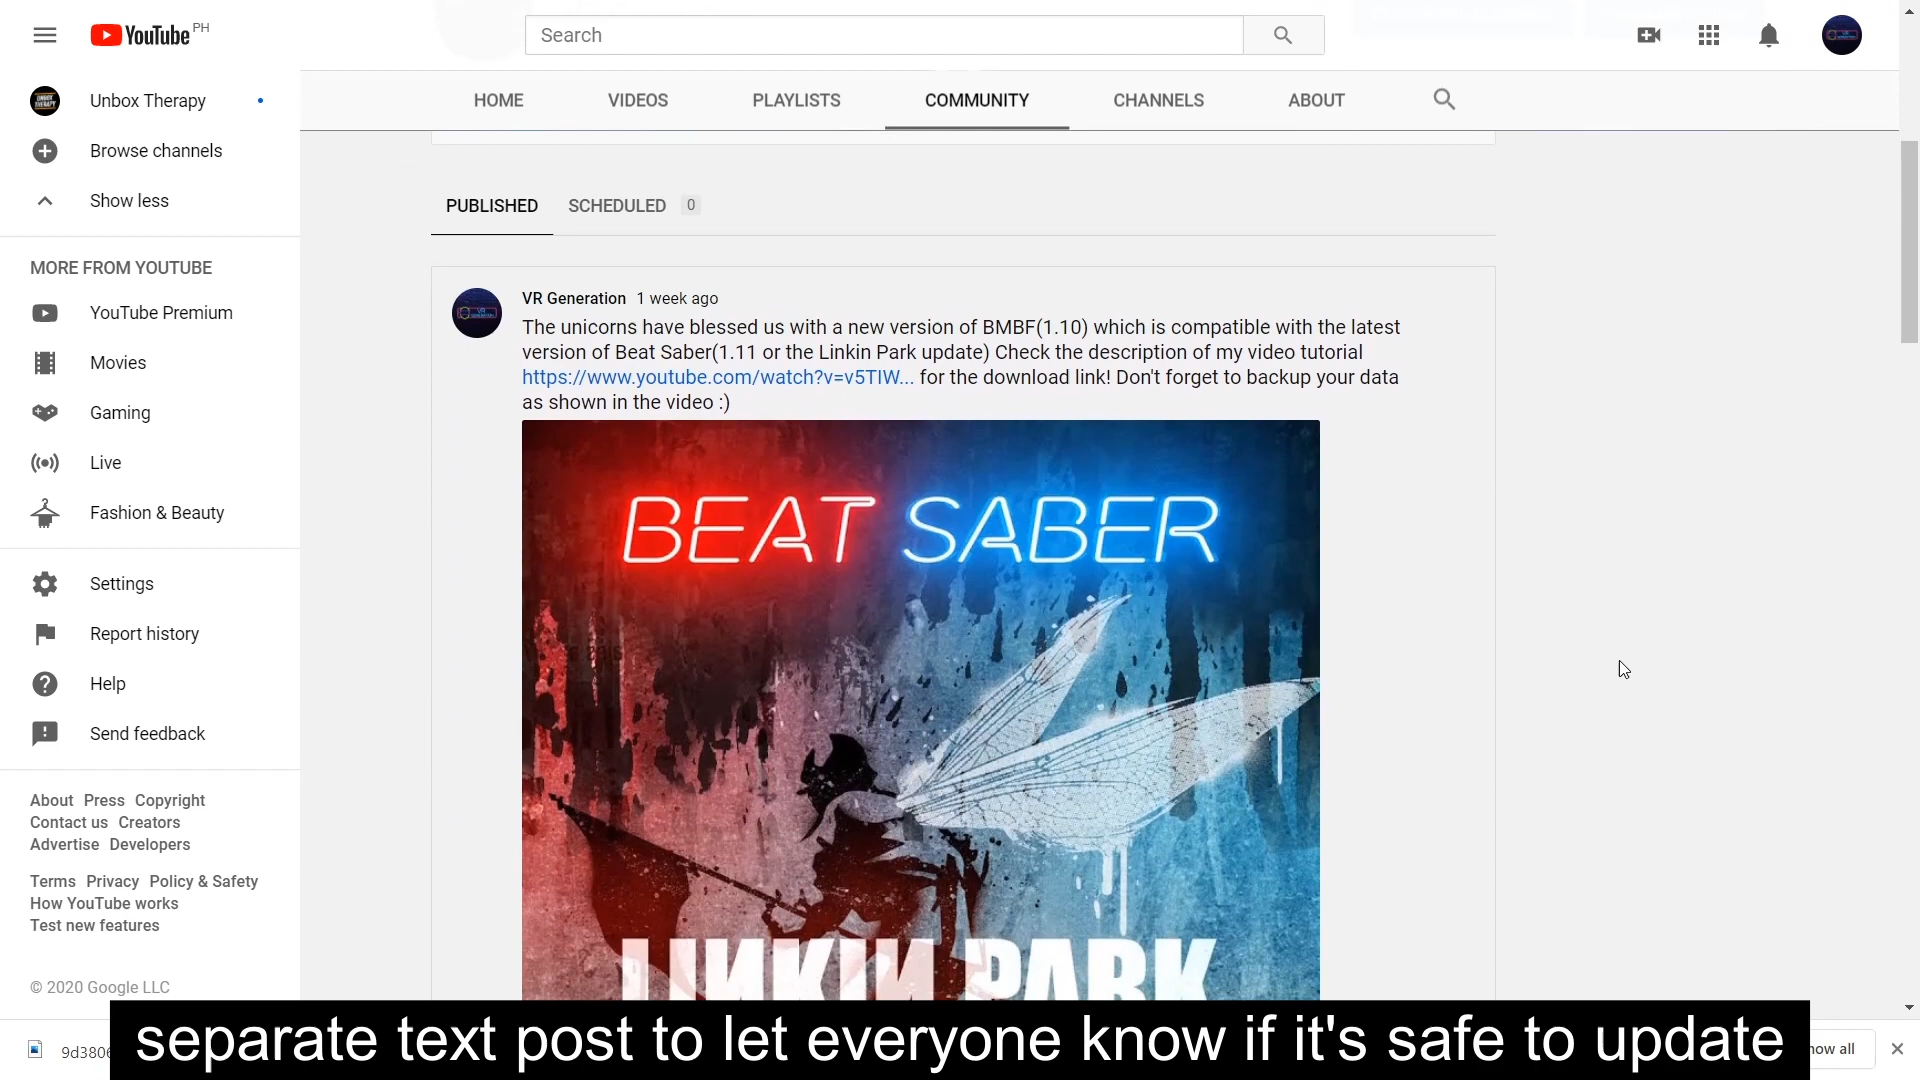 YouTube PH
Search
Unbox Therapy
Browse channels
Show less
MORE FROM YOUTUBE
YouTube Premium
Movies
Gaming
Live
Fashion & Beauty
Settings
Report history
Help
Send feedback
About Press Copyright
Contact us Creators
Advertise Developers
Terms Privacy Policy & Safety
How YouTube works
Test new features
© 2020 Google LLC
HOME VIDEOS PLAYLISTS COMMUNITY CHANNELS ABOUT
PUBLISHED SCHEDULED 0
VR Generation 1 week ago
The unicorns have blessed us with a new version of BMBF(1.10) which is compatible with the latest
version of Beat Saber(1.11 or the Linkin Park update) Check the description of my video tutorial
https://www.youtube.com/watch?v=v5TIW... for the download link! Don't forget to backup your data
as shown in the video :)
BEAT SABER
LINKIN PARK
separate text post to let everyone know if it's safe to update